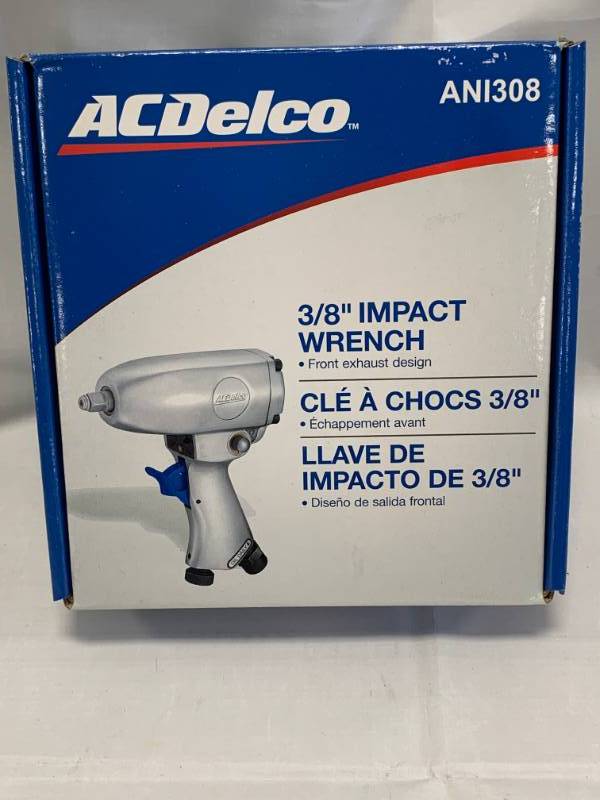 ACDelco™
ANI308
3/8" IMPACT
WRENCH
• Front exhaust design
CLÉ À CHOCS 3/8"
• Échappement avant
LLAVE DE
IMPACTO DE 3/8"
• Diseño de salida frontal
ACDelco